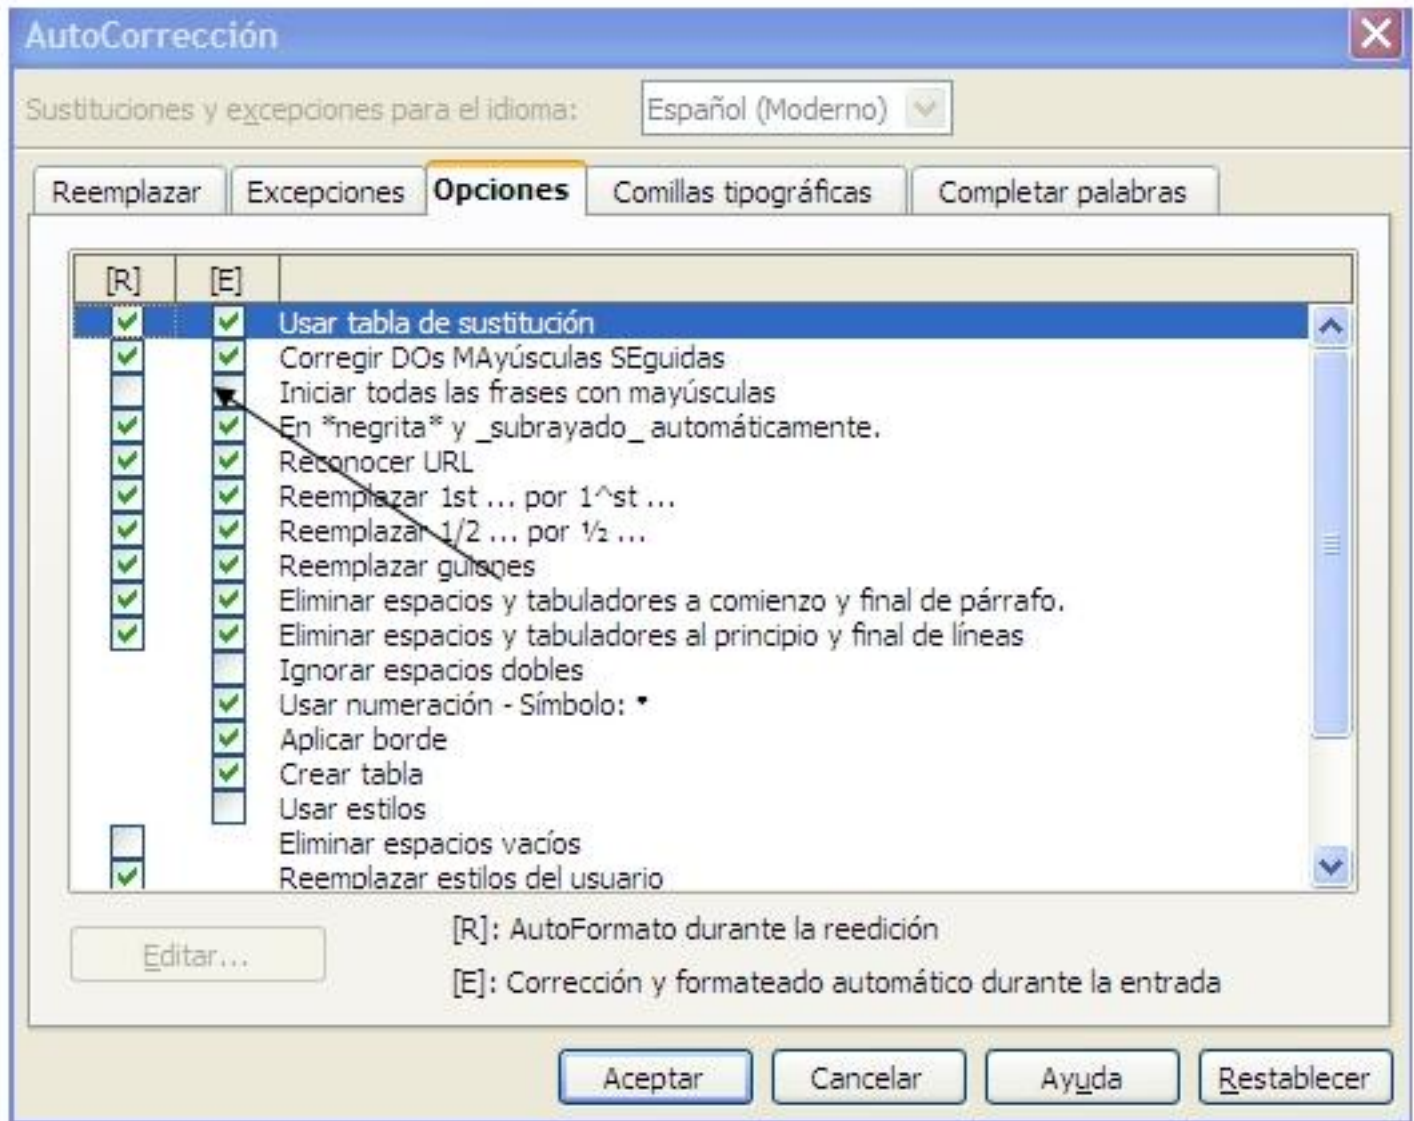 AutoCorrección
Sustituciones y excepciones para el idioma: Español (Moderno)
Reemplazar Excepciones Opciones Comillas tipográficas Completar palabras
[R] [E]
Usar tabla de sustitución
Corregir DOs MAyúsculas SEguidas
Iniciar todas las frases con mayúsculas
En *negrita* y _subrayado_ automáticamente.
Reconocer URL
Reemplazar 1st ... por 1^st ...
Reemplazar 1/2 ... por ½ ...
Reemplazar guiones
Eliminar espacios y tabuladores a comienzo y final de párrafo.
Eliminar espacios y tabuladores al principio y final de líneas
Ignorar espacios dobles
Usar numeración - Símbolo: •
Aplicar borde
Crear tabla
Usar estilos
Eliminar espacios vacíos
Reemplazar estilos del usuario
Editar... [R]: AutoFormato durante la reedición
[E]: Corrección y formateado automático durante la entrada
Aceptar Cancelar Ayuda Restablecer